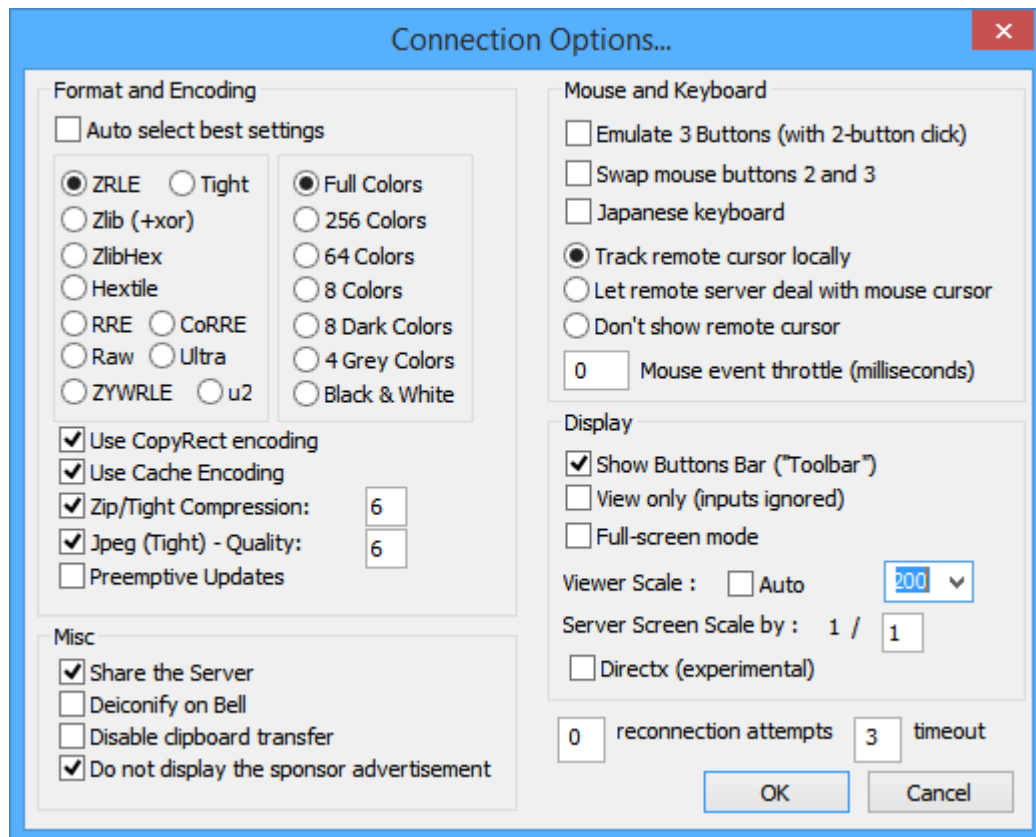 Connection Options...
Format and Encoding
Auto select best settings
ZRLE Tight
Zlib (+xor)
ZlibHex
Hextile
RRE CoRRE
Raw Ultra
ZYWRLE u2
Full Colors
256 Colors
64 Colors
8 Colors
8 Dark Colors
4 Grey Colors
Black & White
Use CopyRect encoding
Use Cache Encoding
Zip/Tight Compression: 6
Jpeg (Tight) - Quality: 6
Preemptive Updates
Misc
Share the Server
Deiconify on Bell
Disable clipboard transfer
Do not display the sponsor advertisement
Mouse and Keyboard
Emulate 3 Buttons (with 2-button click)
Swap mouse buttons 2 and 3
Japanese keyboard
Track remote cursor locally
Let remote server deal with mouse cursor
Don't show remote cursor
0 Mouse event throttle (milliseconds)
Display
Show Buttons Bar ("Toolbar")
View only (inputs ignored)
Full-screen mode
Viewer Scale : Auto 200
Server Screen Scale by : 1 / 1
Directx (experimental)
0 reconnection attempts 3 timeout
OK Cancel